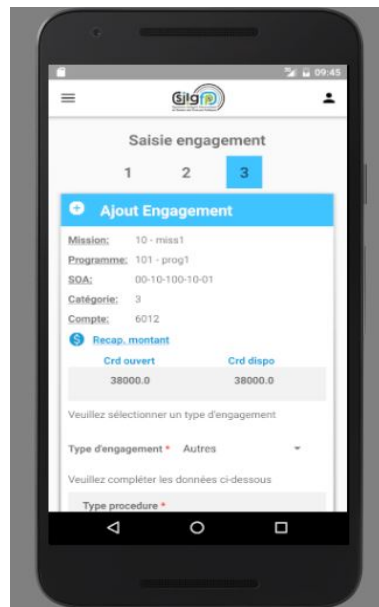 09:45
SIIGFP
Saisie engagement
1 2 3
Ajout Engagement
Mission: 10 - miss1
Programme: 101 - prog1
SOA: 00-10-100-10-01
Catégorie: 3
Compte: 6012
Recap. montant
Crd ouvert Crd dispo
38000.0 38000.0
Veuillez sélectionner un type d'engagement
Type d'engagement * Autres
Veuillez compléter les données ci-dessous
Type procedure *